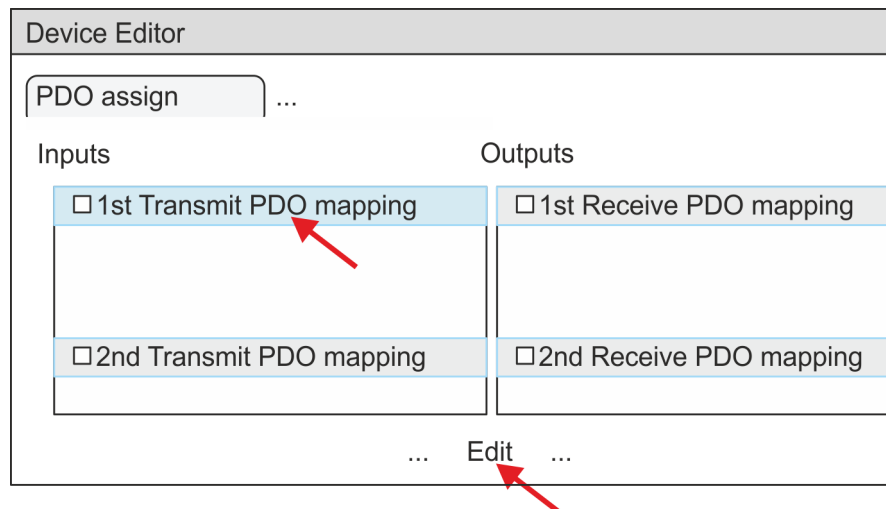 Device Editor
PDO assign ...
Inputs Outputs
1st Transmit PDO mapping 1st Receive PDO mapping
2nd Transmit PDO mapping 2nd Receive PDO mapping
... Edit ...